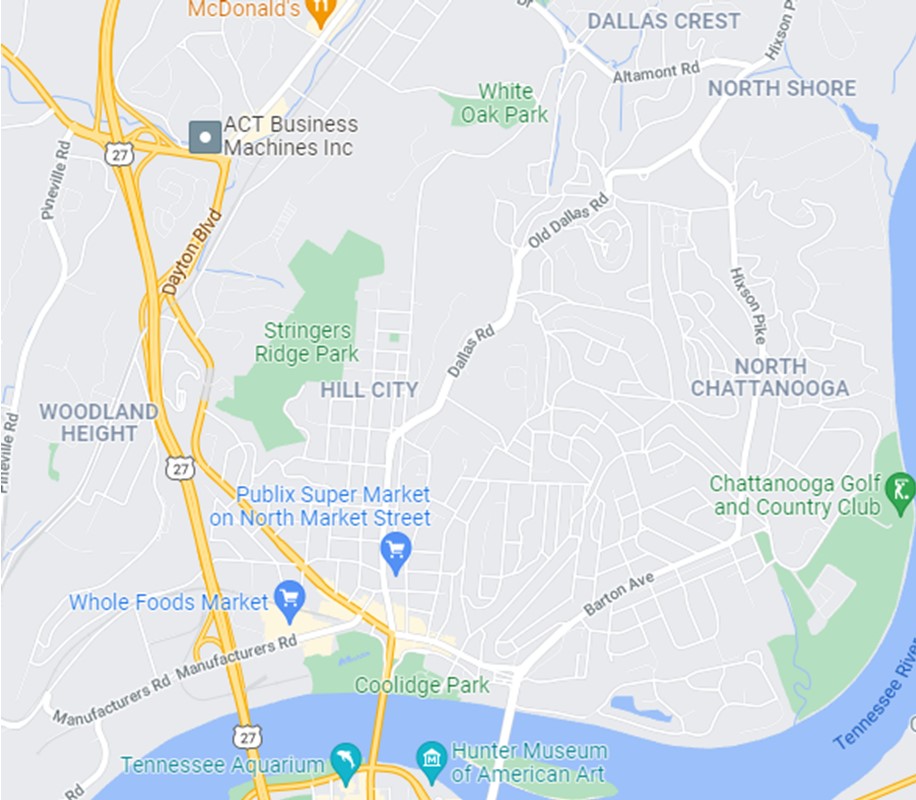 McDonald's
DALLAS CREST
Hixson P
Altamont Rd
NORTH SHORE
White
Oak Park
ACT Business
Machines Inc
27
Pineville Rd
Old Dallas Rd
Dayton Blvd
Hixson Pike
Stringers
Ridge Park
Dallas Rd
HILL CITY
NORTH
CHATTANOOGA
WOODLAND
HEIGHT
Pineville Rd
27
Chattanooga Golf
and Country Club
Publix Super Market
on North Market Street
Whole Foods Market
Barton Ave
Manufacturers Rd
Manufacturers Rd
Coolidge Park
Tennessee River
27
Tennessee Aquarium
Hunter Museum
of American Art
Rd